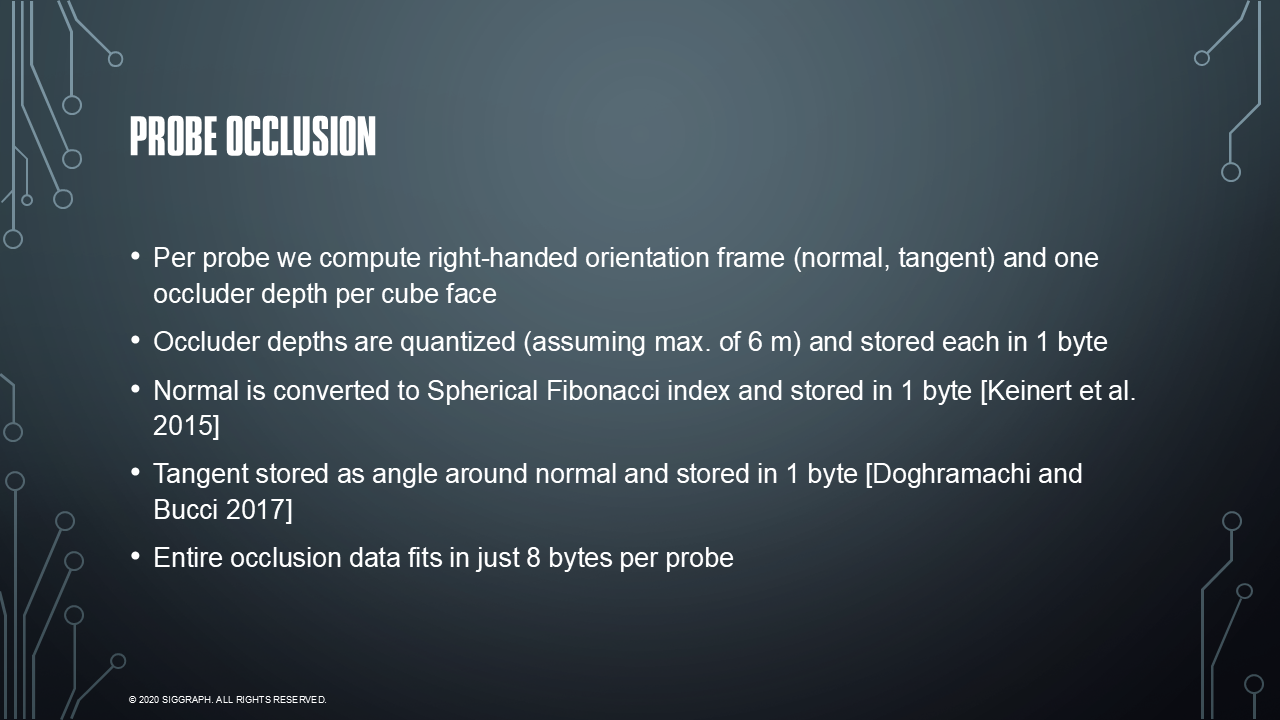 PROBE OCCLUSION
• Per probe we compute right-handed orientation frame (normal, tangent) and one
occluder depth per cube face
• Occluder depths are quantized (assuming max. of 6 m) and stored each in 1 byte
• Normal is converted to Spherical Fibonacci index and stored in 1 byte [Keinert et al.
2015]
• Tangent stored as angle around normal and stored in 1 byte [Doghramachi and
Bucci 2017]
• Entire occlusion data fits in just 8 bytes per probe
© 2020 SIGGRAPH. ALL RIGHTS RESERVED.